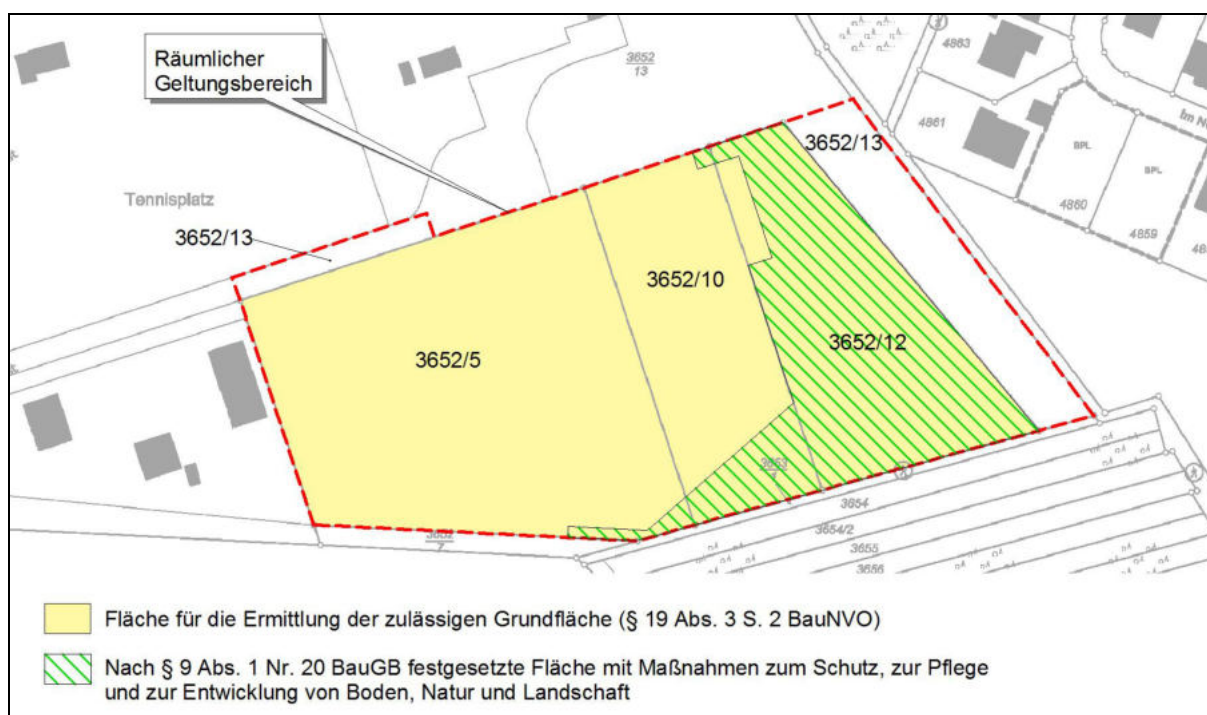 Räumlicher
Geltungsbereich
3652
13
4863
4861
Im
3652/13
BPL
BPL
Tennisplatz
4860
3652/13
4859
3652/10
3652/5
3652/12
3654
3654/2
3655
3656
Fläche für die Ermittlung der zulässigen Grundfläche (§ 19 Abs. 3 S. 2 BauNVO)
Nach § 9 Abs. 1 Nr. 20 BauGB festgesetzte Fläche mit Maßnahmen zum Schutz, zur Pflege
und zur Entwicklung von Boden, Natur und Landschaft